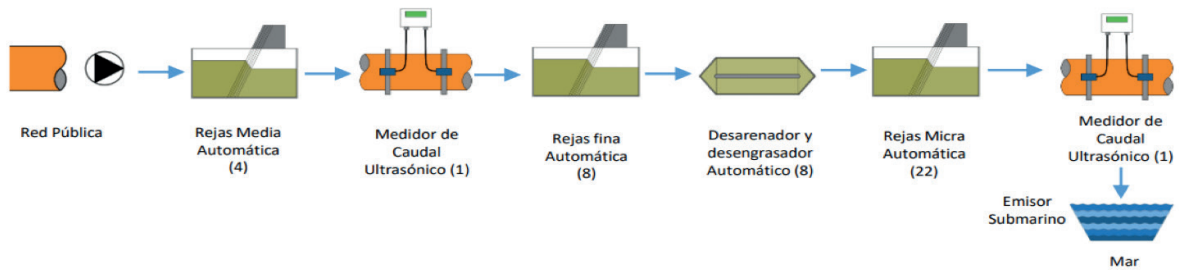 Red Pública
Rejas Media
Automática
(4)
Medidor de
Caudal
Ultrasónico (1)
Rejas fina
Automática
(8)
Desarenador y
desengrasador
Automático (8)
Rejas Micra
Automática
(22)
Medidor de
Caudal
Ultrasónico (1)
Emisor
Submarino
Mar